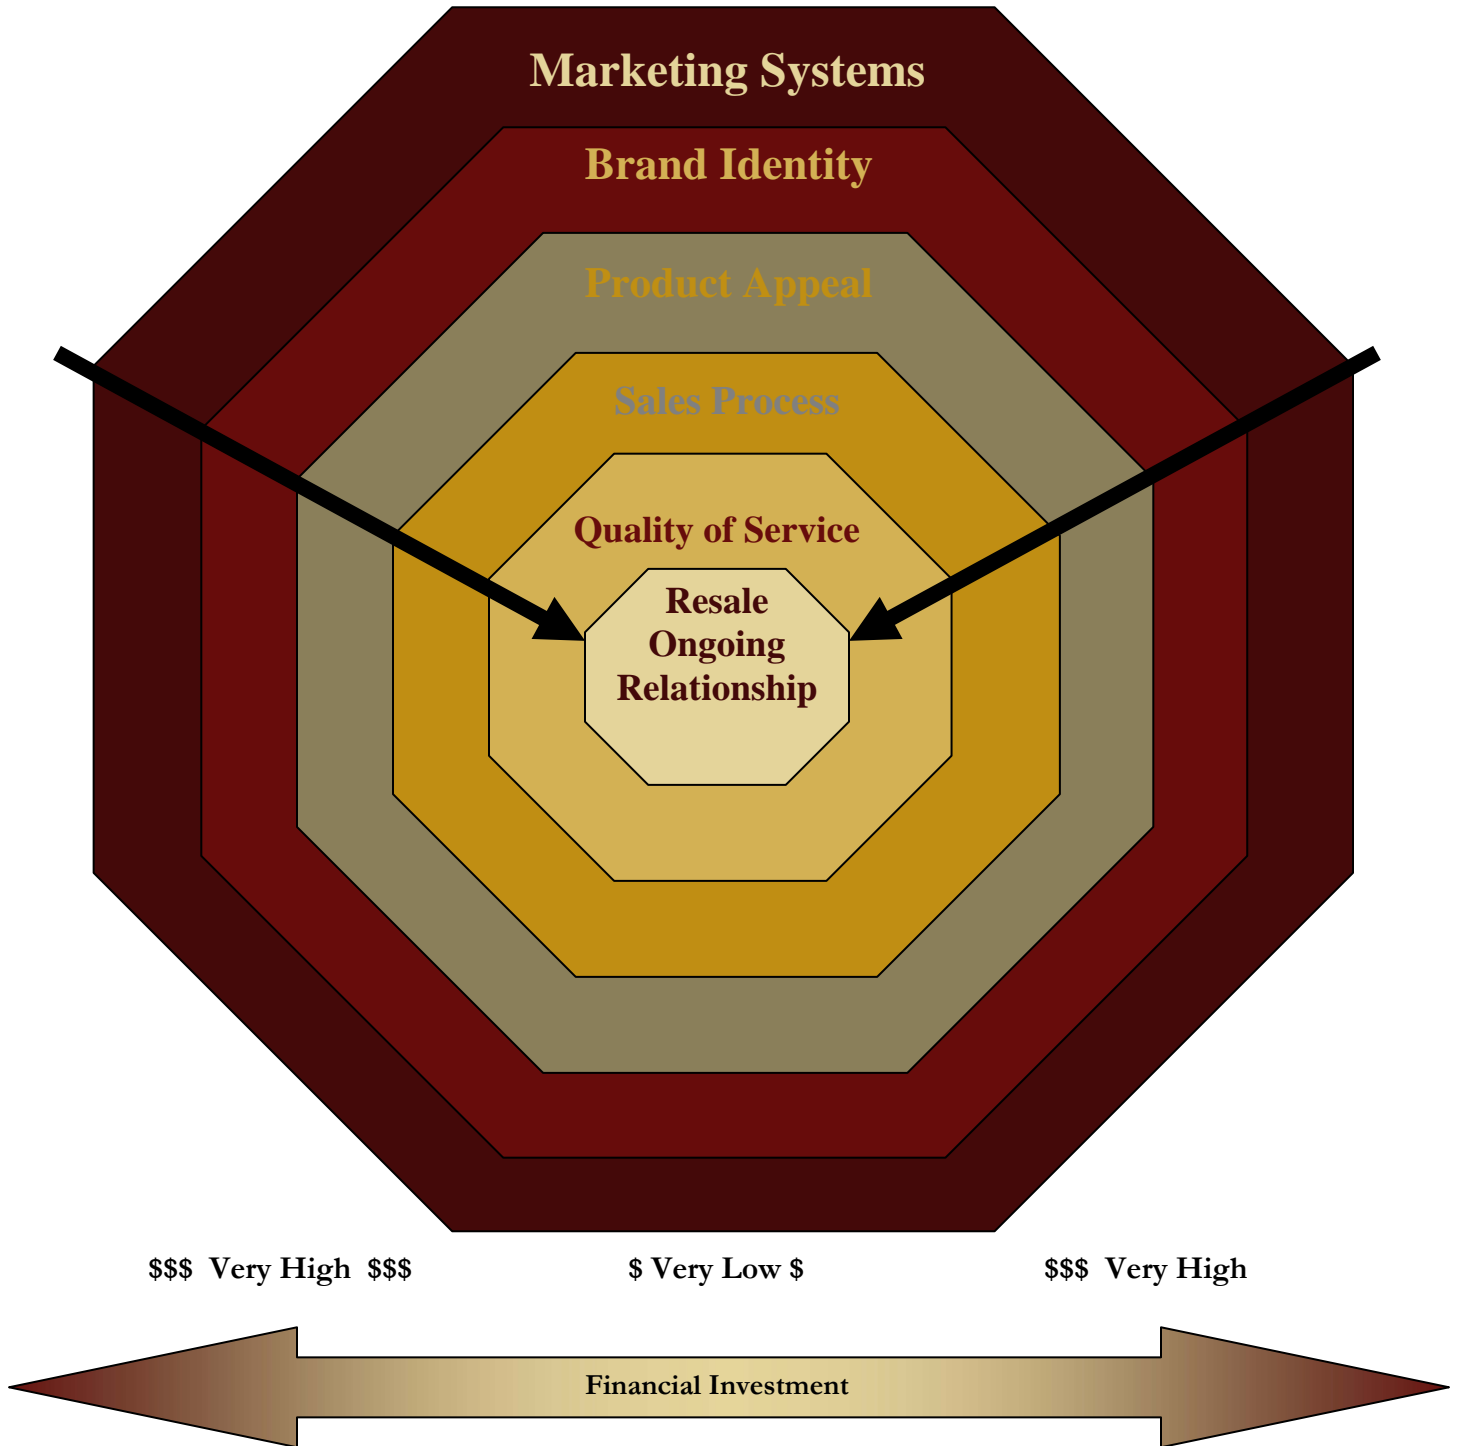 Marketing Systems
Brand Identity
Product Appeal
Sales Process
Quality of Service
Resale
Ongoing
Relationship
$$$ Very High $$$
$ Very Low $
$$$ Very High
Financial Investment